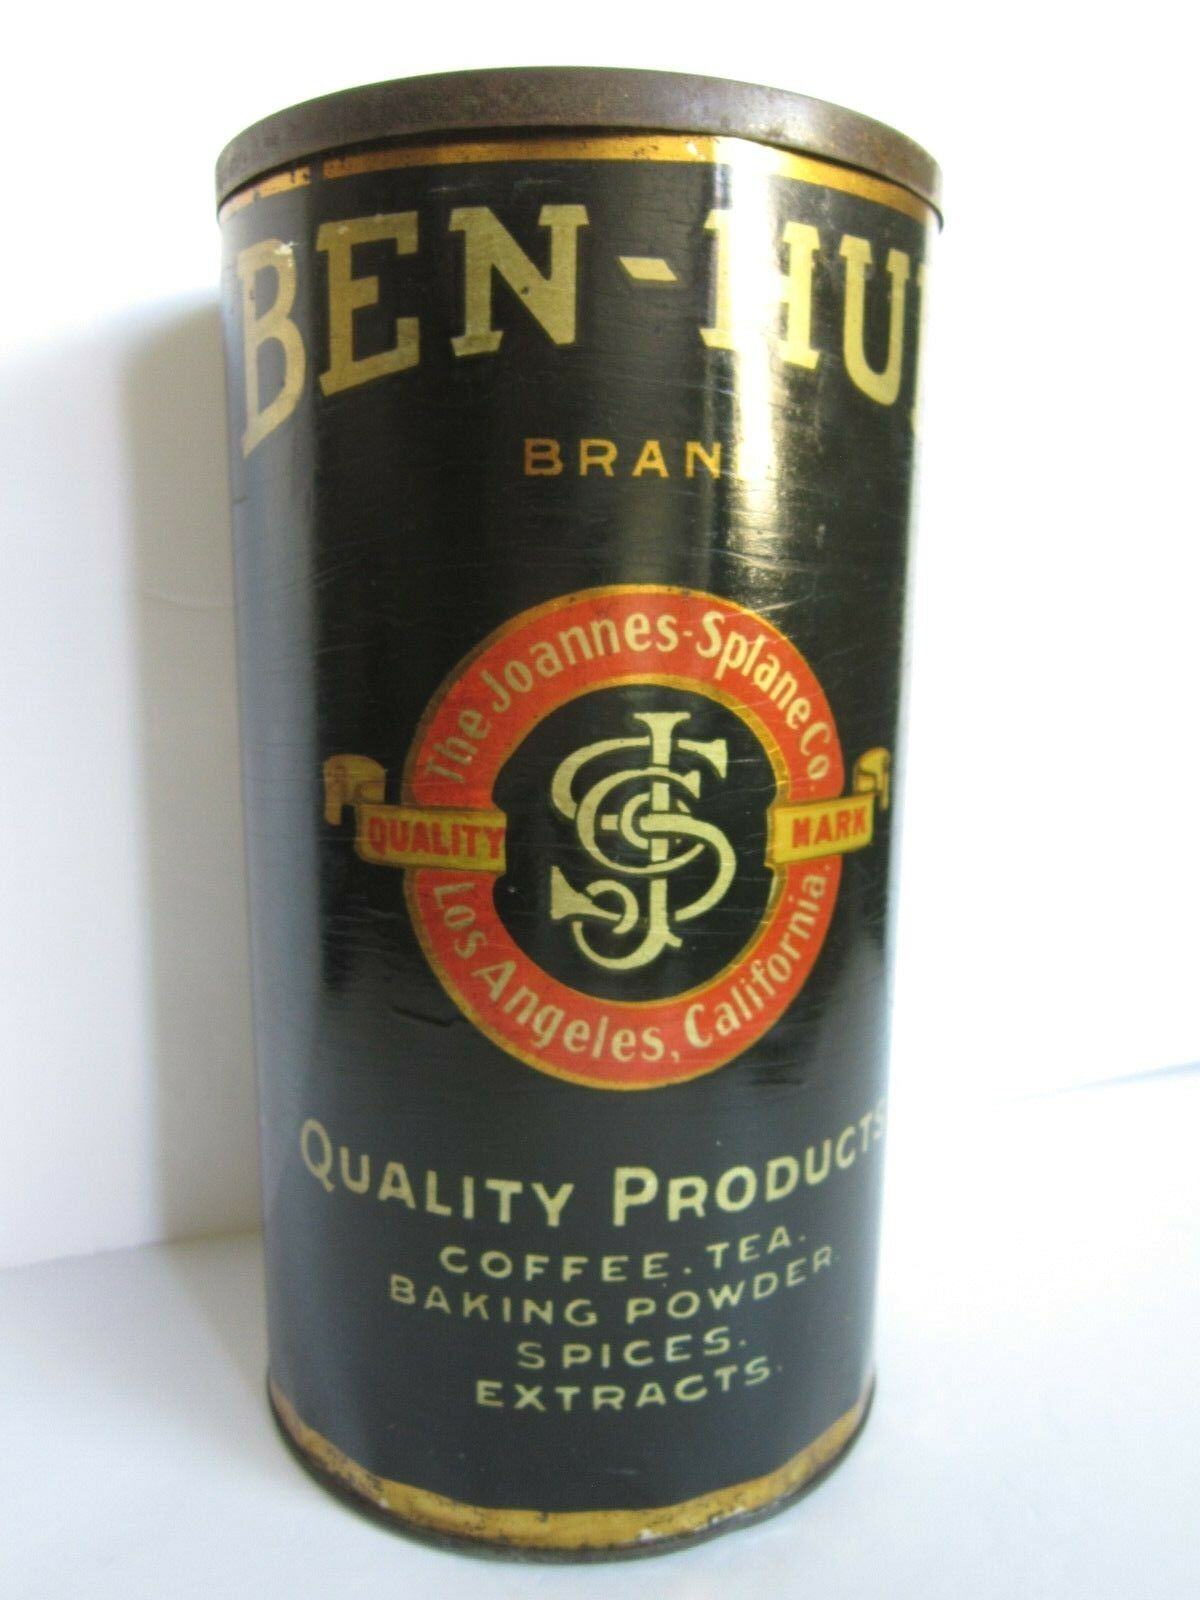 BEN-HU
BRAN
The Joannes-Splane Co.
QUALITY MARK
JSCo
Los Angeles, California.
QUALITY PRODUCTS
COFFEE. TEA.
BAKING POWDER.
SPICES.
EXTRACTS.